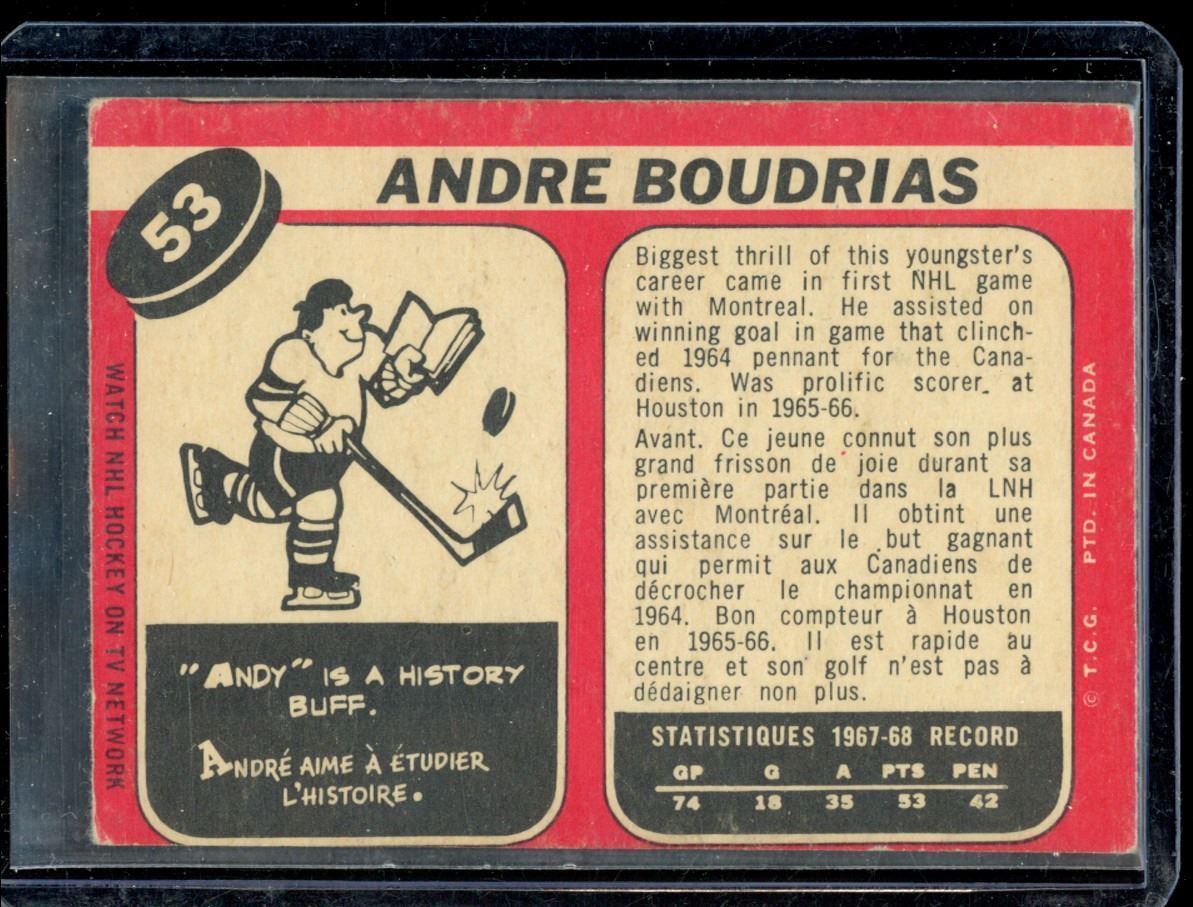 53
ANDRE BOUDRIAS
WATCH NHL HOCKEY ON TV NETWORK
"ANDY" IS A HISTORY
BUFF.
ANDRÉ AIME À ÉTUDIER
L'HISTOIRE.
Biggest thrill of this youngster's
career came in first NHL game
with Montreal. He assisted on
winning goal in game that clinch-
ed 1964 pennant for the Cana-
diens. Was prolific scorer at
Houston in 1965-66.
Avant. Ce jeune connut son plus
grand frisson de joie durant sa
première partie dans la LNH
avec Montréal. Il obtint une
assistance sur le but gagnant
qui permit aux Canadiens de
décrocher le championnat en
1964. Bon compteur à Houston
en 1965-66. Il est rapide au
centre et son golf n'est pas à
dédaigner non plus.
STATISTIQUES 1967-68 RECORD
GP G A PTS PEN
74 18 35 53 42
© T.C.G. PTD. IN CANADA